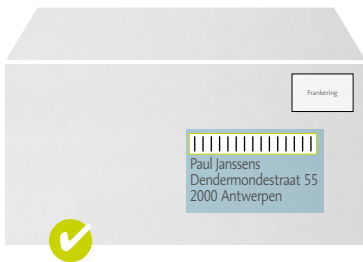 Frankering
Paul Janssens
Dendermondestraat 55
2000 Antwerpen